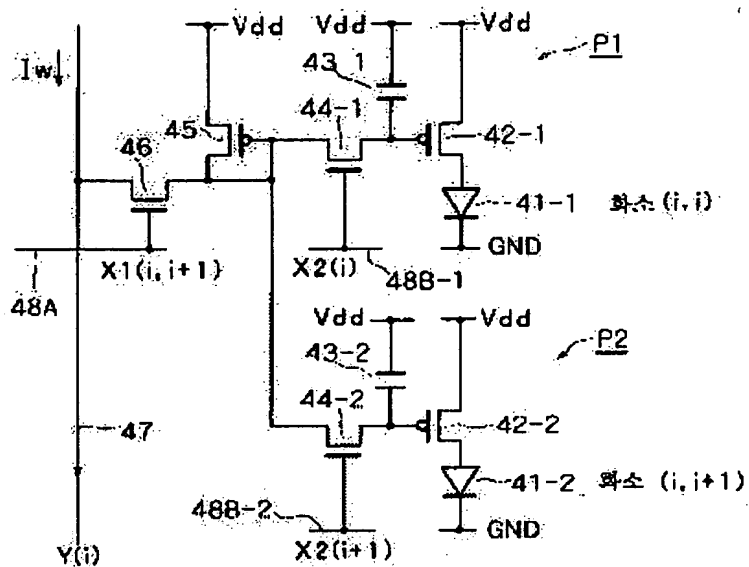 Vdd Vdd Vdd
P1
Iw
43-1
44-1
45
42-1
46
41-1 화소 (i,i)
GND
X1(i,i+1) X2(i)
48A
48B-1
Vdd Vdd
P2
43-2
44-2
47
42-2
41-2 화소 (i,i+1)
48B-2
GND
X2(i+1)
Y(i)